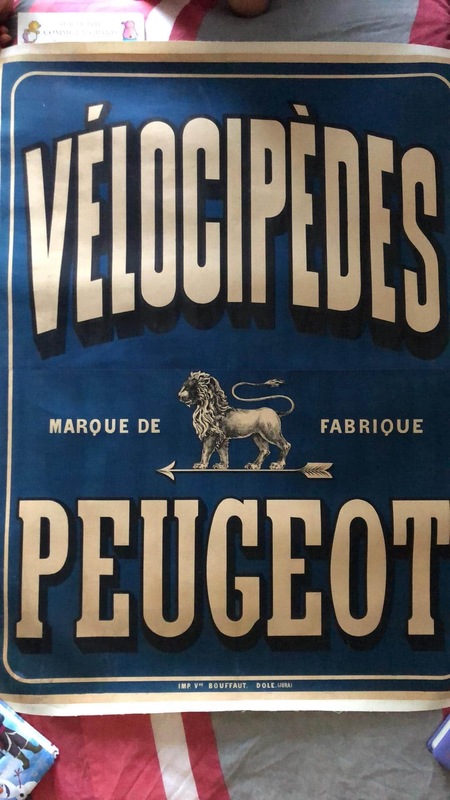 VÉLOCIPÈDES
MARQUE DE FABRIQUE
PEUGEOT
IMP Vve BOUFFAUT. DOLE.(JURA)